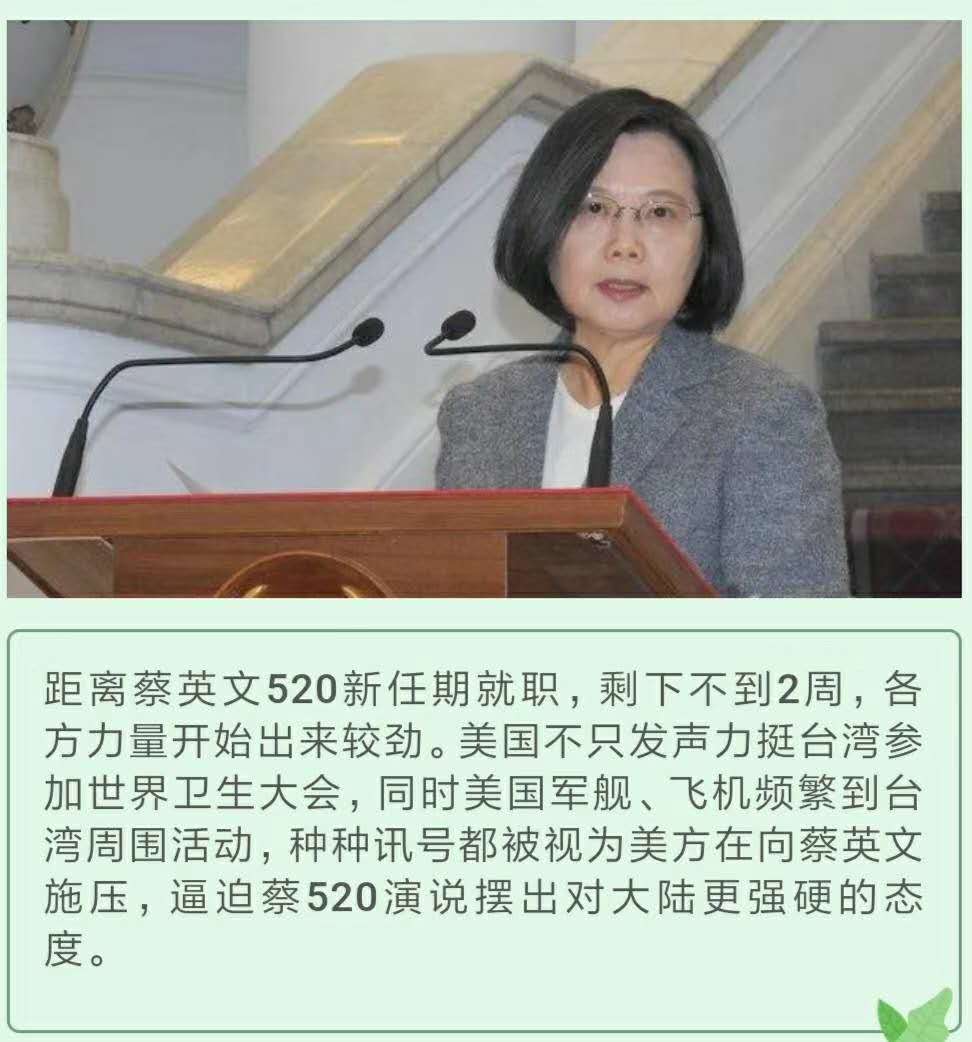 距离蔡英文520新任期就职，剩下不到2周，各
方力量开始出来较劲。美国不只发声力挺台湾参
加世界卫生大会，同时美国军舰、飞机频繁到台
湾周围活动，种种讯号都被视为美方在向蔡英文
施压，逼迫蔡520演说摆出对大陆更强硬的态
度。